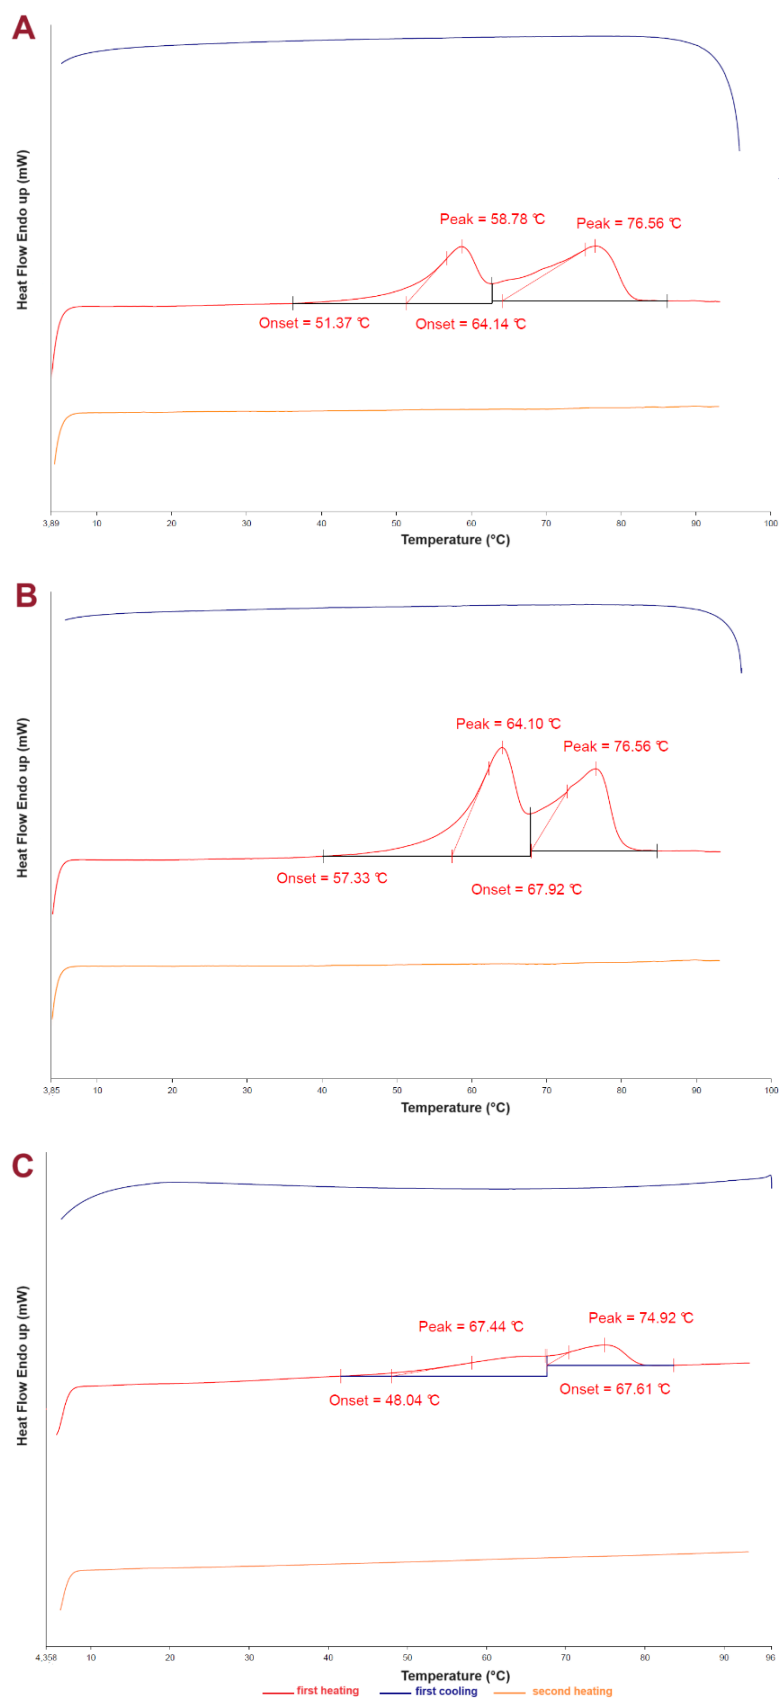 A
Heat Flow Endo up (mW)
Peak = 58.78 °C
Peak = 76.56 °C
Onset = 51.37 °C
Onset = 64.14 °C
3,89 10 20 30 40 50 60 70 80 90 100
Temperature (°C)
B
Heat Flow Endo up (mW)
Peak = 64.10 °C
Peak = 76.56 °C
Onset = 57.33 °C
Onset = 67.92 °C
3,85 10 20 30 40 50 60 70 80 90 100
Temperature (°C)
C
Heat Flow Endo up (mW)
Peak = 67.44 °C
Peak = 74.92 °C
Onset = 48.04 °C
Onset = 67.61 °C
4,358 10 20 30 40 50 60 70 80 90 96
Temperature (°C)
first heating first cooling second heating